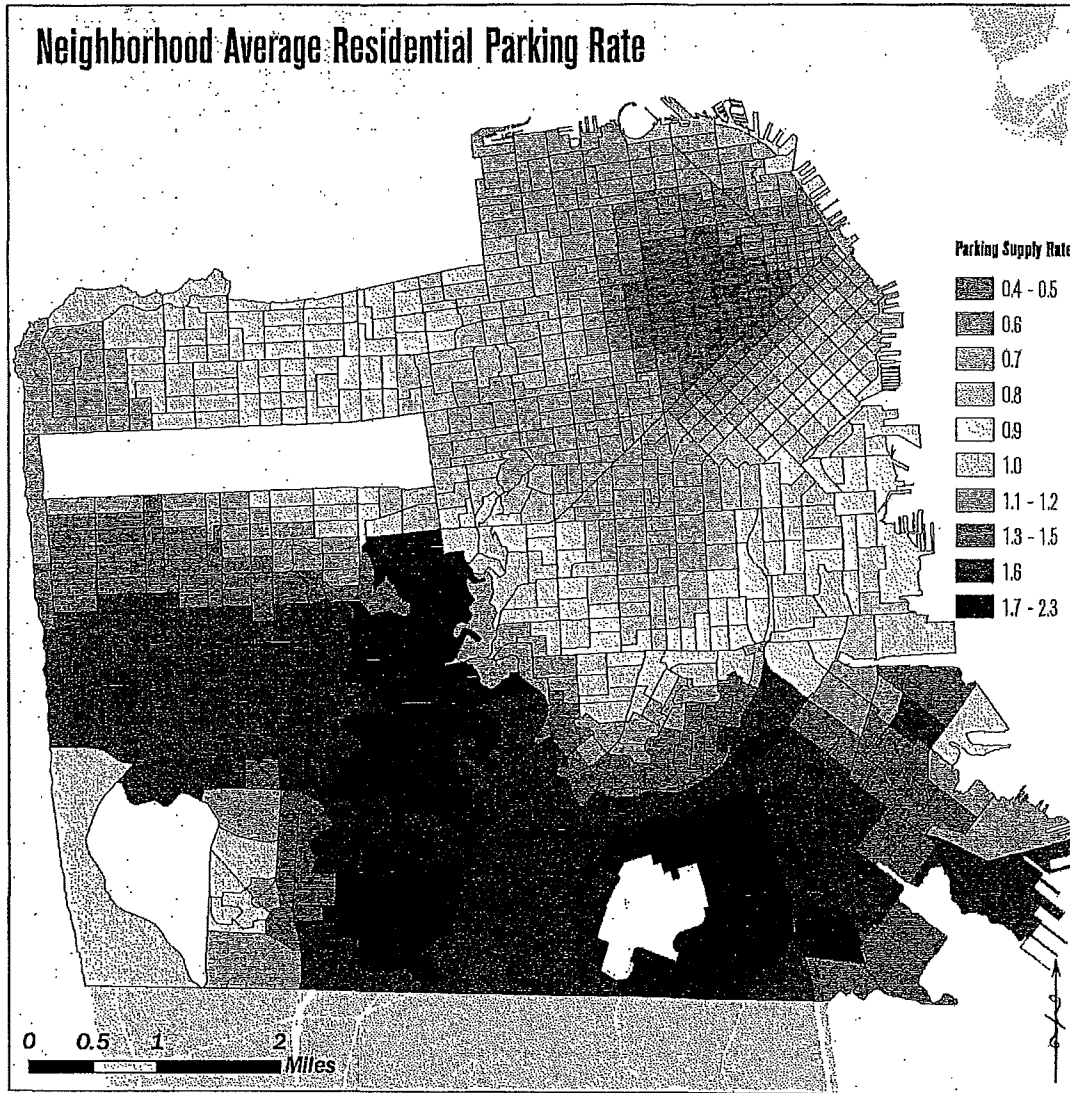 Neighborhood Average Residential Parking Rate
Parking Supply Rate
0.4 - 0.5
0.6
0.7
0.8
0.9
1.0
1.1 - 1.2
1.3 - 1.5
1.6
1.7 - 2.3
0 0.5 1 2
Miles